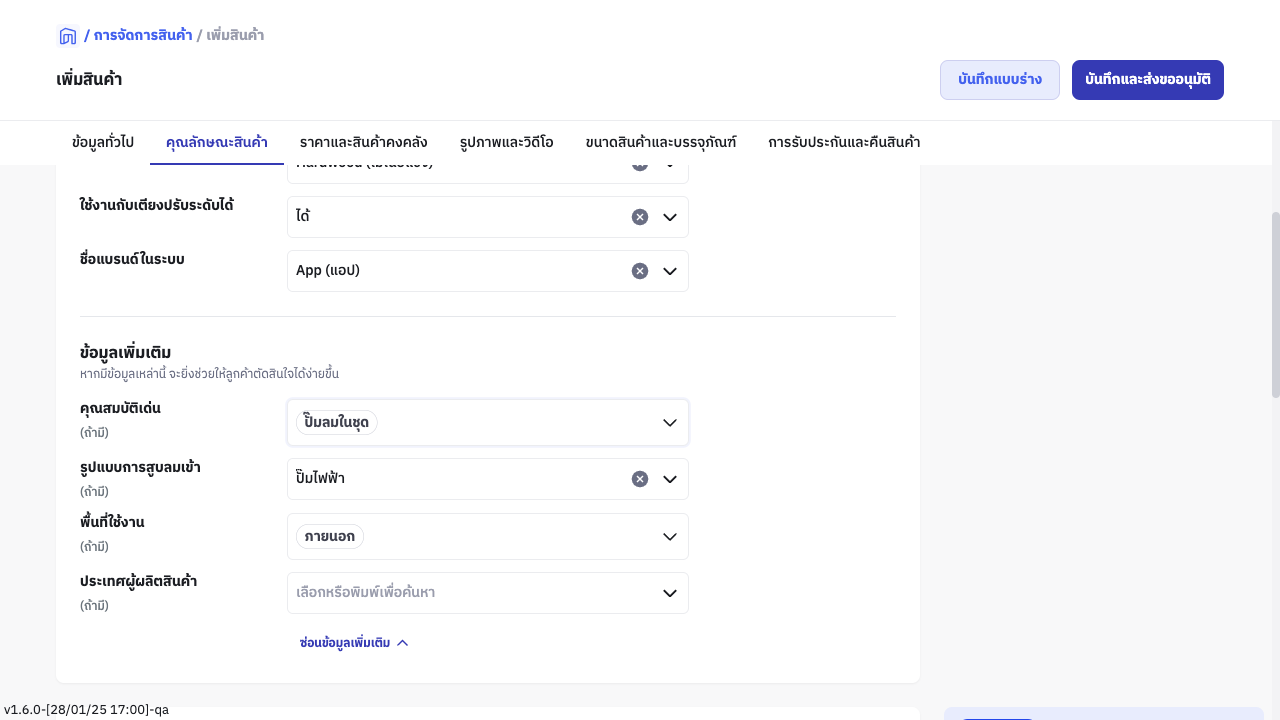 / การจัดการสินค้า / เพิ่มสินค้า
เพิ่มสินค้า
บันทึกแบบร่าง
บันทึกและส่งขออนุมัติ
ข้อมูลทั่วไป
คุณลักษณะสินค้า
ราคาและสินค้าคงคลัง
รูปภาพและวิดีโอ
ขนาดสินค้าและบรรจุภัณฑ์
การรับประกันและคืนสินค้า
ใช้งานกับเตียงปรับระดับได้
ได้
ชื่อแบรนด์ในระบบ
App (แอป)
ข้อมูลเพิ่มเติม
หากมีข้อมูลเหล่านี้ จะยิ่งช่วยให้ลูกค้าตัดสินใจได้ง่ายขึ้น
คุณสมบัติเด่น
(ถ้ามี)
ปั๊มลมในชุด
รูปแบบการสูบลมเข้า
(ถ้ามี)
ปั๊มไฟฟ้า
พื้นที่ใช้งาน
(ถ้ามี)
ภายนอก
ประเทศผู้ผลิตสินค้า
(ถ้ามี)
เลือกหรือพิมพ์เพื่อค้นหา
ซ่อนข้อมูลเพิ่มเติม
v1.6.0-[28/01/25 17:00]-qa